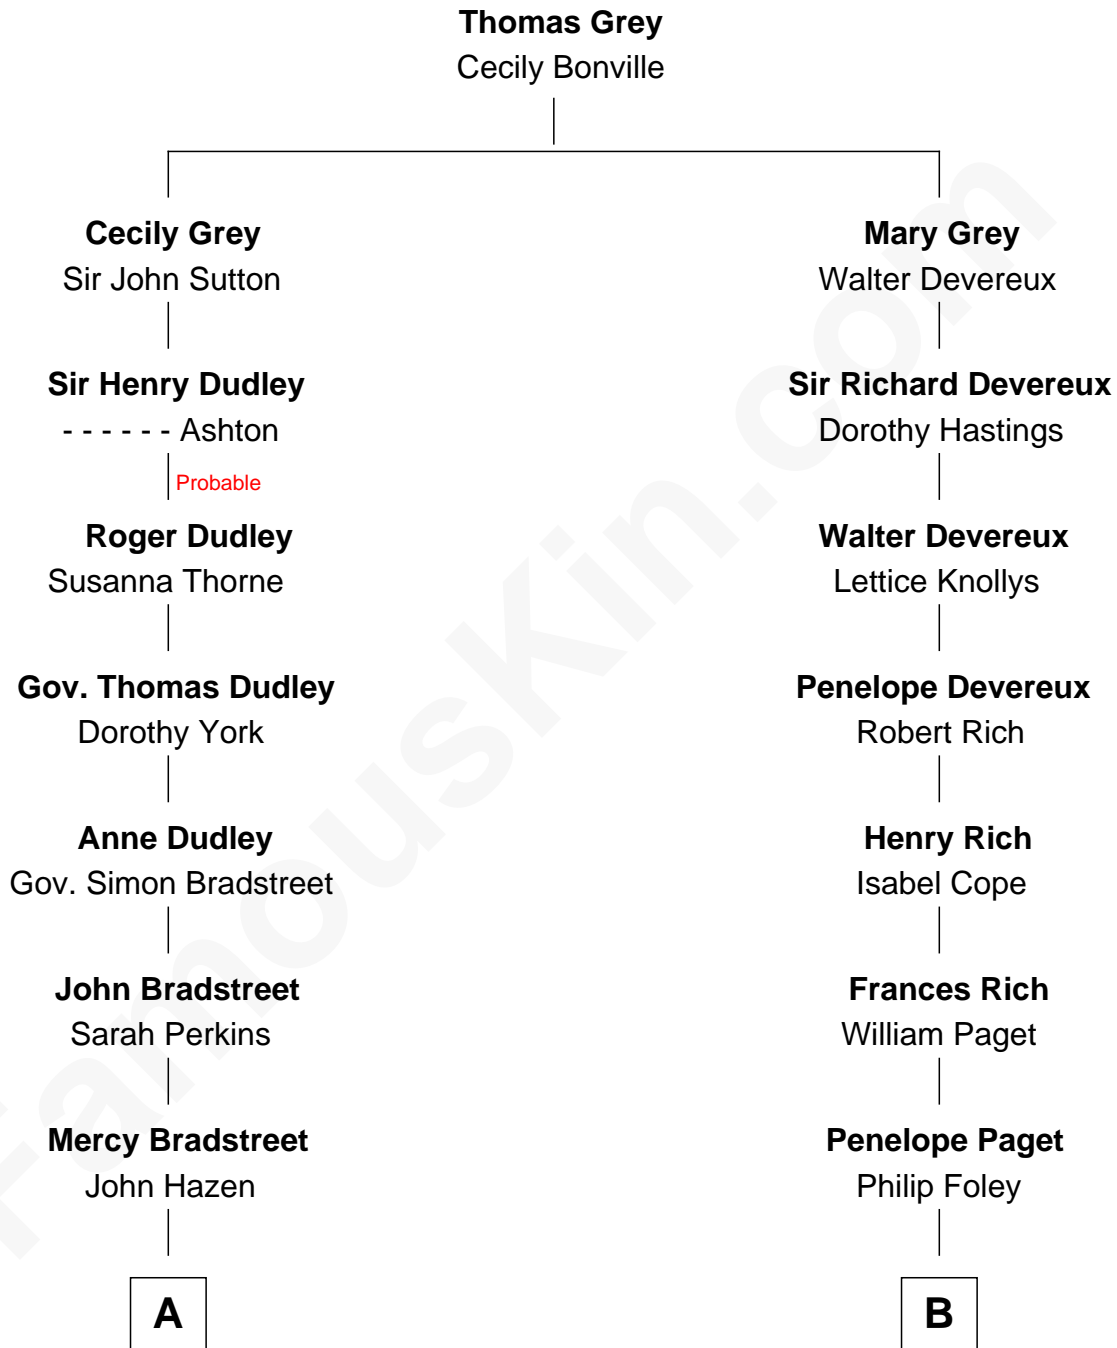 Thomas Grey
Cecily Bonville
Cecily Grey
Sir John Sutton
Mary Grey
Walter Devereux
Sir Henry Dudley
- - - - - - Ashton
Probable
Sir Richard Devereux
Dorothy Hastings
Roger Dudley
Susanna Thorne
Walter Devereux
Lettice Knollys
Gov. Thomas Dudley
Dorothy York
Penelope Devereux
Robert Rich
Anne Dudley
Gov. Simon Bradstreet
Henry Rich
Isabel Cope
John Bradstreet
Sarah Perkins
Frances Rich
William Paget
Mercy Bradstreet
John Hazen
Penelope Paget
Philip Foley
A
B
FamousKin.com